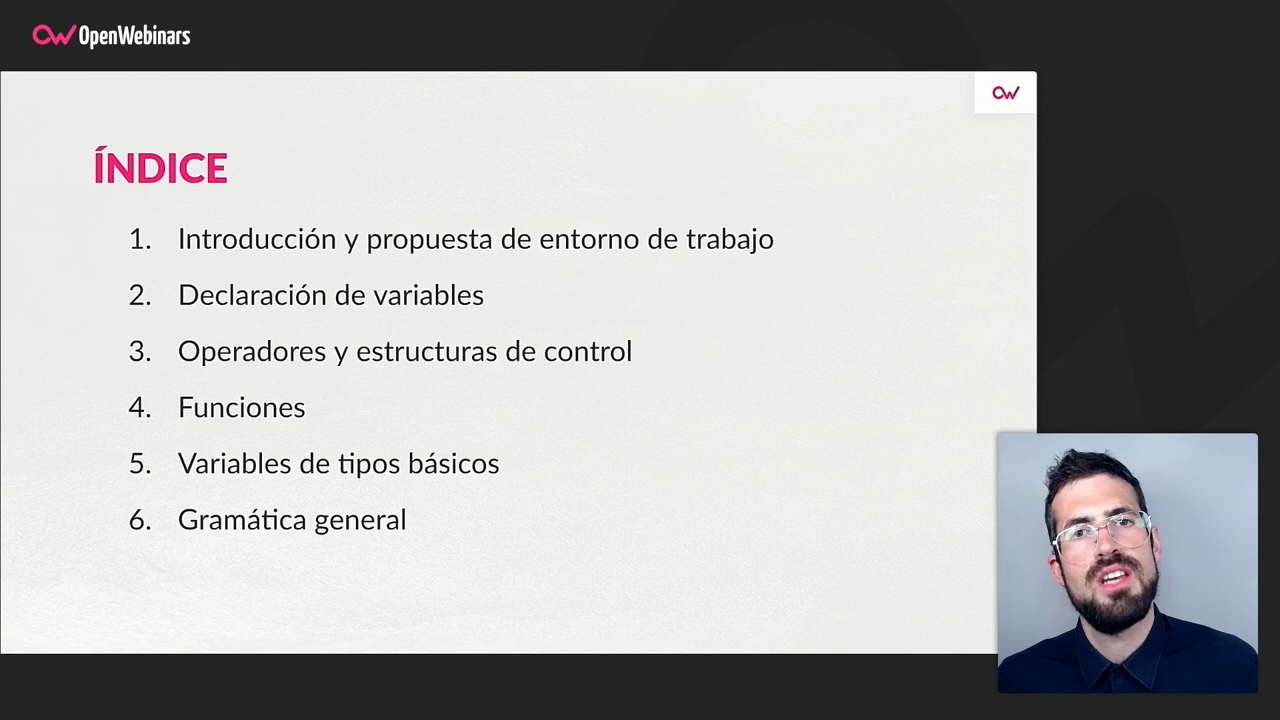 OpenWebinars
ÍNDICE
1. Introducción y propuesta de entorno de trabajo
2. Declaración de variables
3. Operadores y estructuras de control
4. Funciones
5. Variables de tipos básicos
6. Gramática general